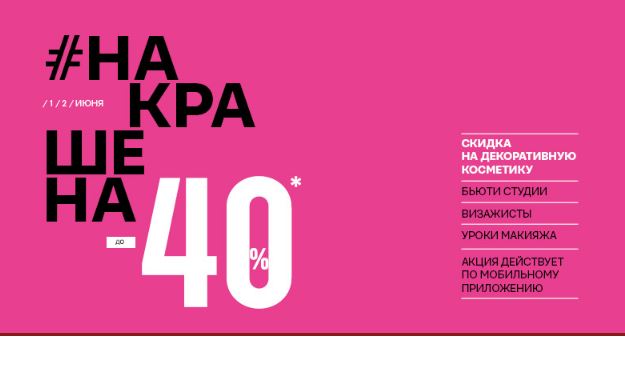 #НА
/ 1 / 2 / ИЮНЯ
КРА
ШЕ
НА
ДО
-40%*
СКИДКА
НА ДЕКОРАТИВНУЮ
КОСМЕТИКУ
БЬЮТИ СТУДИИ
ВИЗАЖИСТЫ
УРОКИ МАКИЯЖА
АКЦИЯ ДЕЙСТВУЕТ
ПО МОБИЛЬНОМУ
ПРИЛОЖЕНИЮ